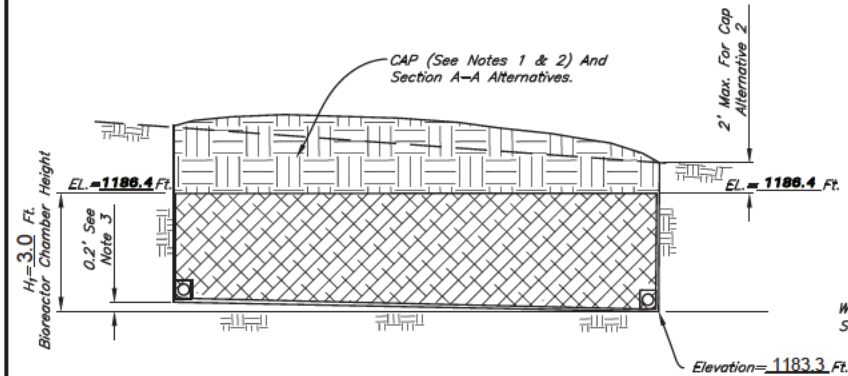 CAP (See Notes 1 & 2) And
Section A-A Alternatives.
2' Max. For Cap
Alternative 2
EL.=1186.4 Ft.
EL.= 1186.4 Ft.
H₁=3.0 Ft.
Bioreactor Chamber Height
0.2' See
Note 3
Elevation= 1183.3 Ft.